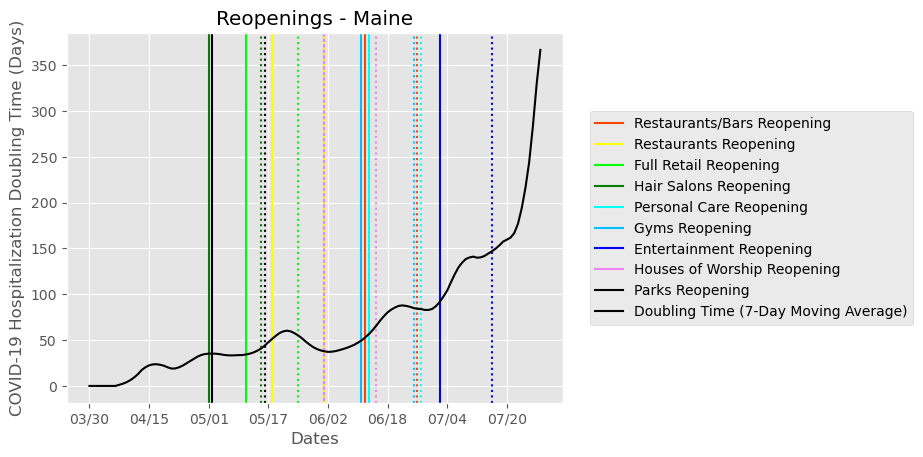 Reopenings - Maine
COVID-19 Hospitalization Doubling Time (Days)
350
300
250
200
150
100
50
0
03/30 04/15 05/01 05/17 06/02 06/18 07/04 07/20
Dates
Restaurants/Bars Reopening
Restaurants Reopening
Full Retail Reopening
Hair Salons Reopening
Personal Care Reopening
Gyms Reopening
Entertainment Reopening
Houses of Worship Reopening
Parks Reopening
Doubling Time (7-Day Moving Average)